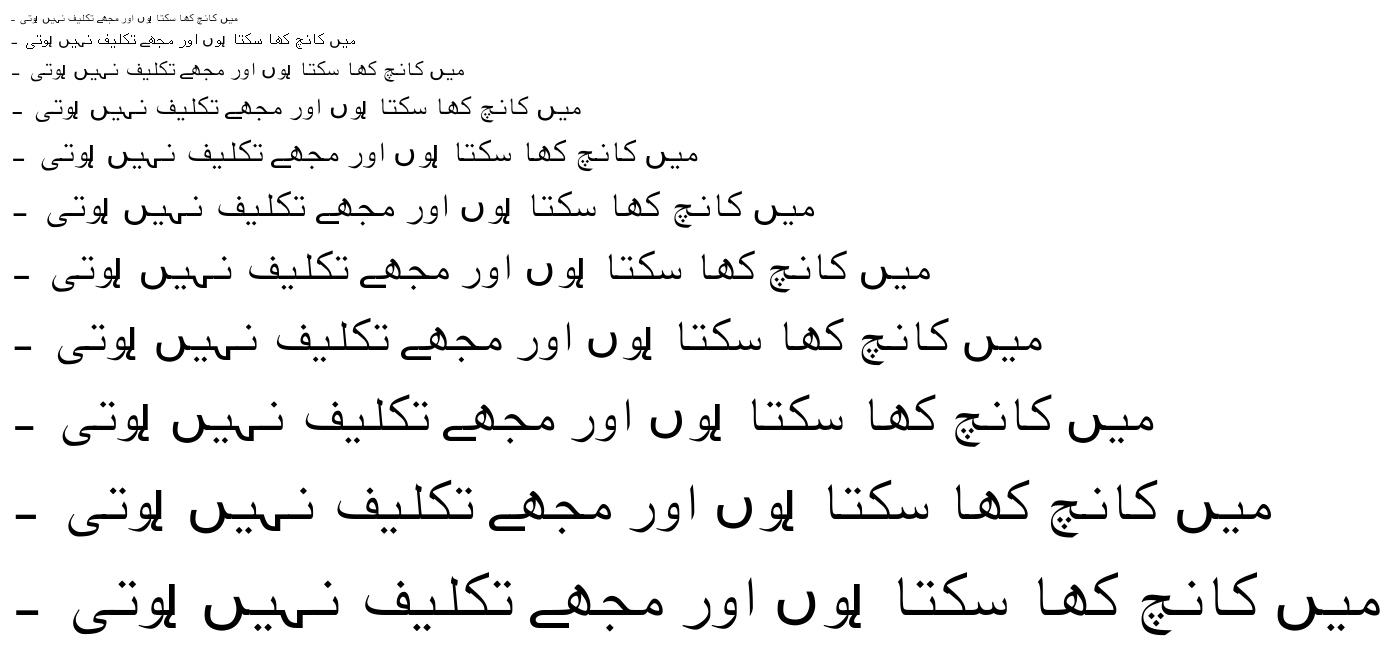 میں کانچ کھا سکتا ہوں اور مجھے تکلیف نہیں ہوتی ۔
میں کانچ کھا سکتا ہوں اور مجھے تکلیف نہیں ہوتی ۔
میں کانچ کھا سکتا ہوں اور مجھے تکلیف نہیں ہوتی ۔
میں کانچ کھا سکتا ہوں اور مجھے تکلیف نہیں ہوتی ۔
میں کانچ کھا سکتا ہوں اور مجھے تکلیف نہیں ہوتی ۔
میں کانچ کھا سکتا ہوں اور مجھے تکلیف نہیں ہوتی ۔
میں کانچ کھا سکتا ہوں اور مجھے تکلیف نہیں ہوتی ۔
میں کانچ کھا سکتا ہوں اور مجھے تکلیف نہیں ہوتی ۔
میں کانچ کھا سکتا ہوں اور مجھے تکلیف نہیں ہوتی ۔
میں کانچ کھا سکتا ہوں اور مجھے تکلیف نہیں ہوتی ۔
میں کانچ کھا سکتا ہوں اور مجھے تکلیف نہیں ہوتی ۔